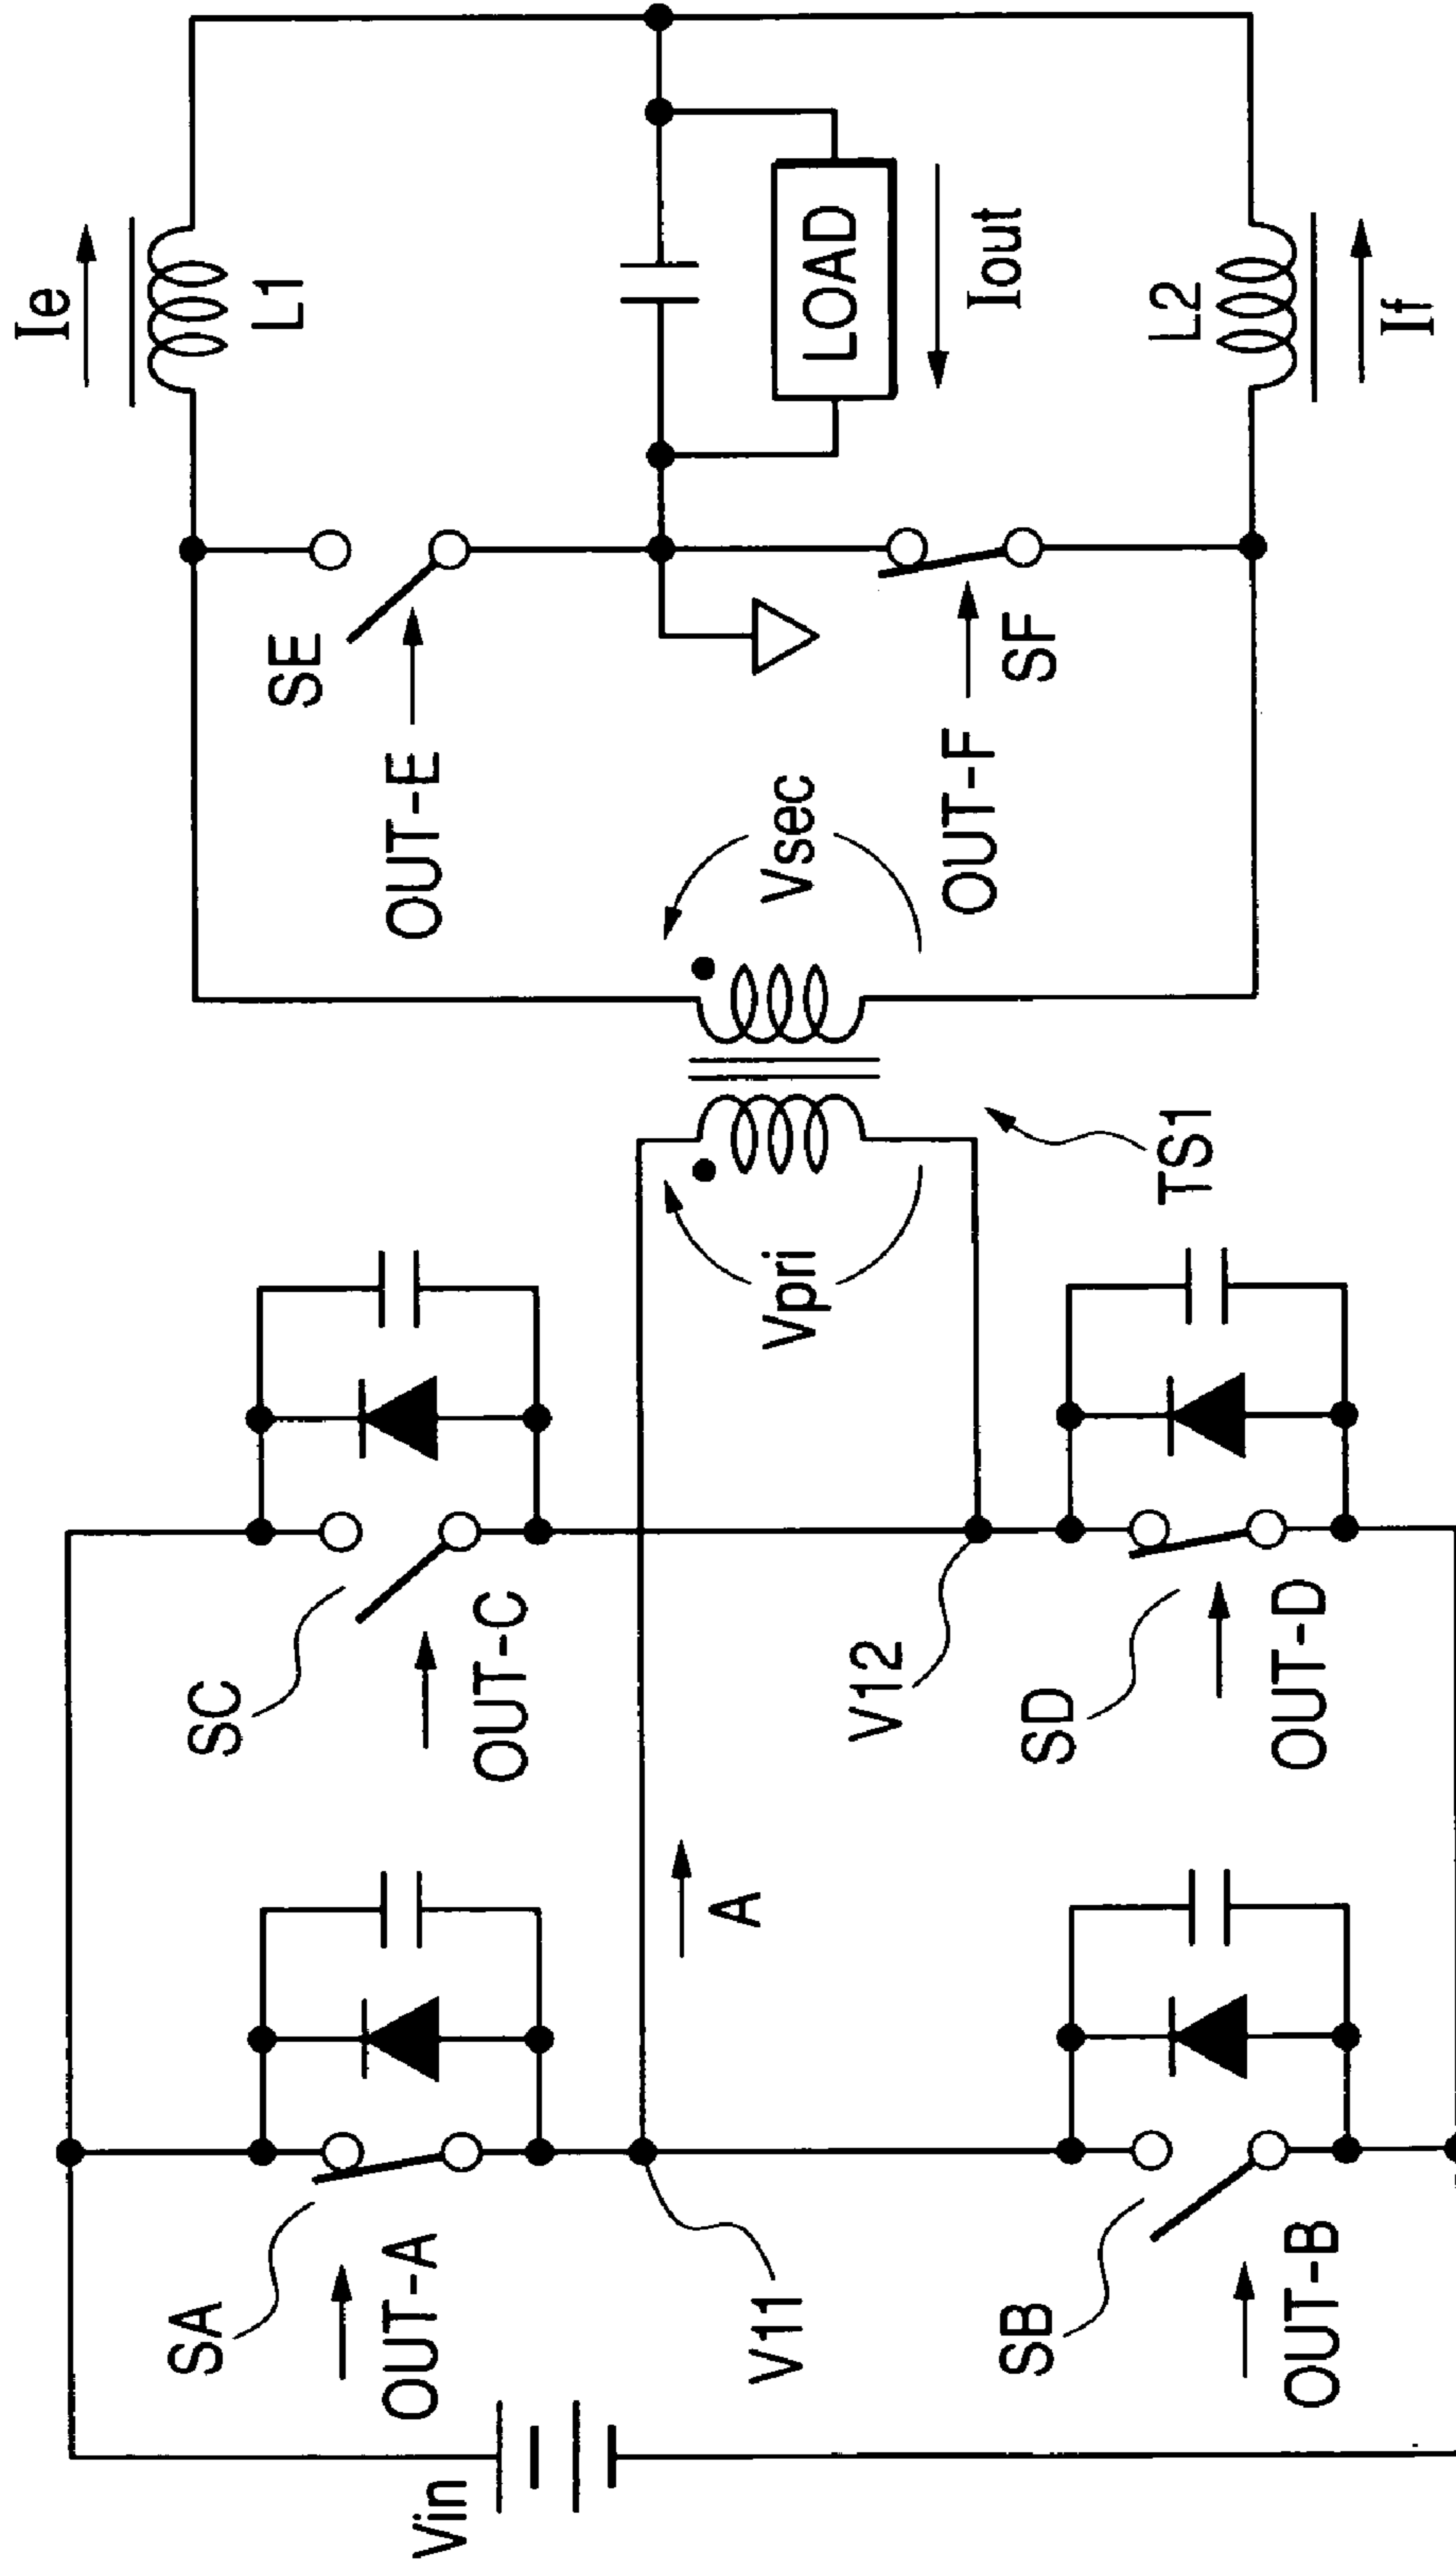 Vin
SA
OUT-A
SC
OUT-C
V11
A
V12
SB
OUT-B
SD
OUT-D
Vpri
TS1
Vsec
SE
OUT-E
OUT-F
SF
Ie
L1
LOAD
Iout
L2
If